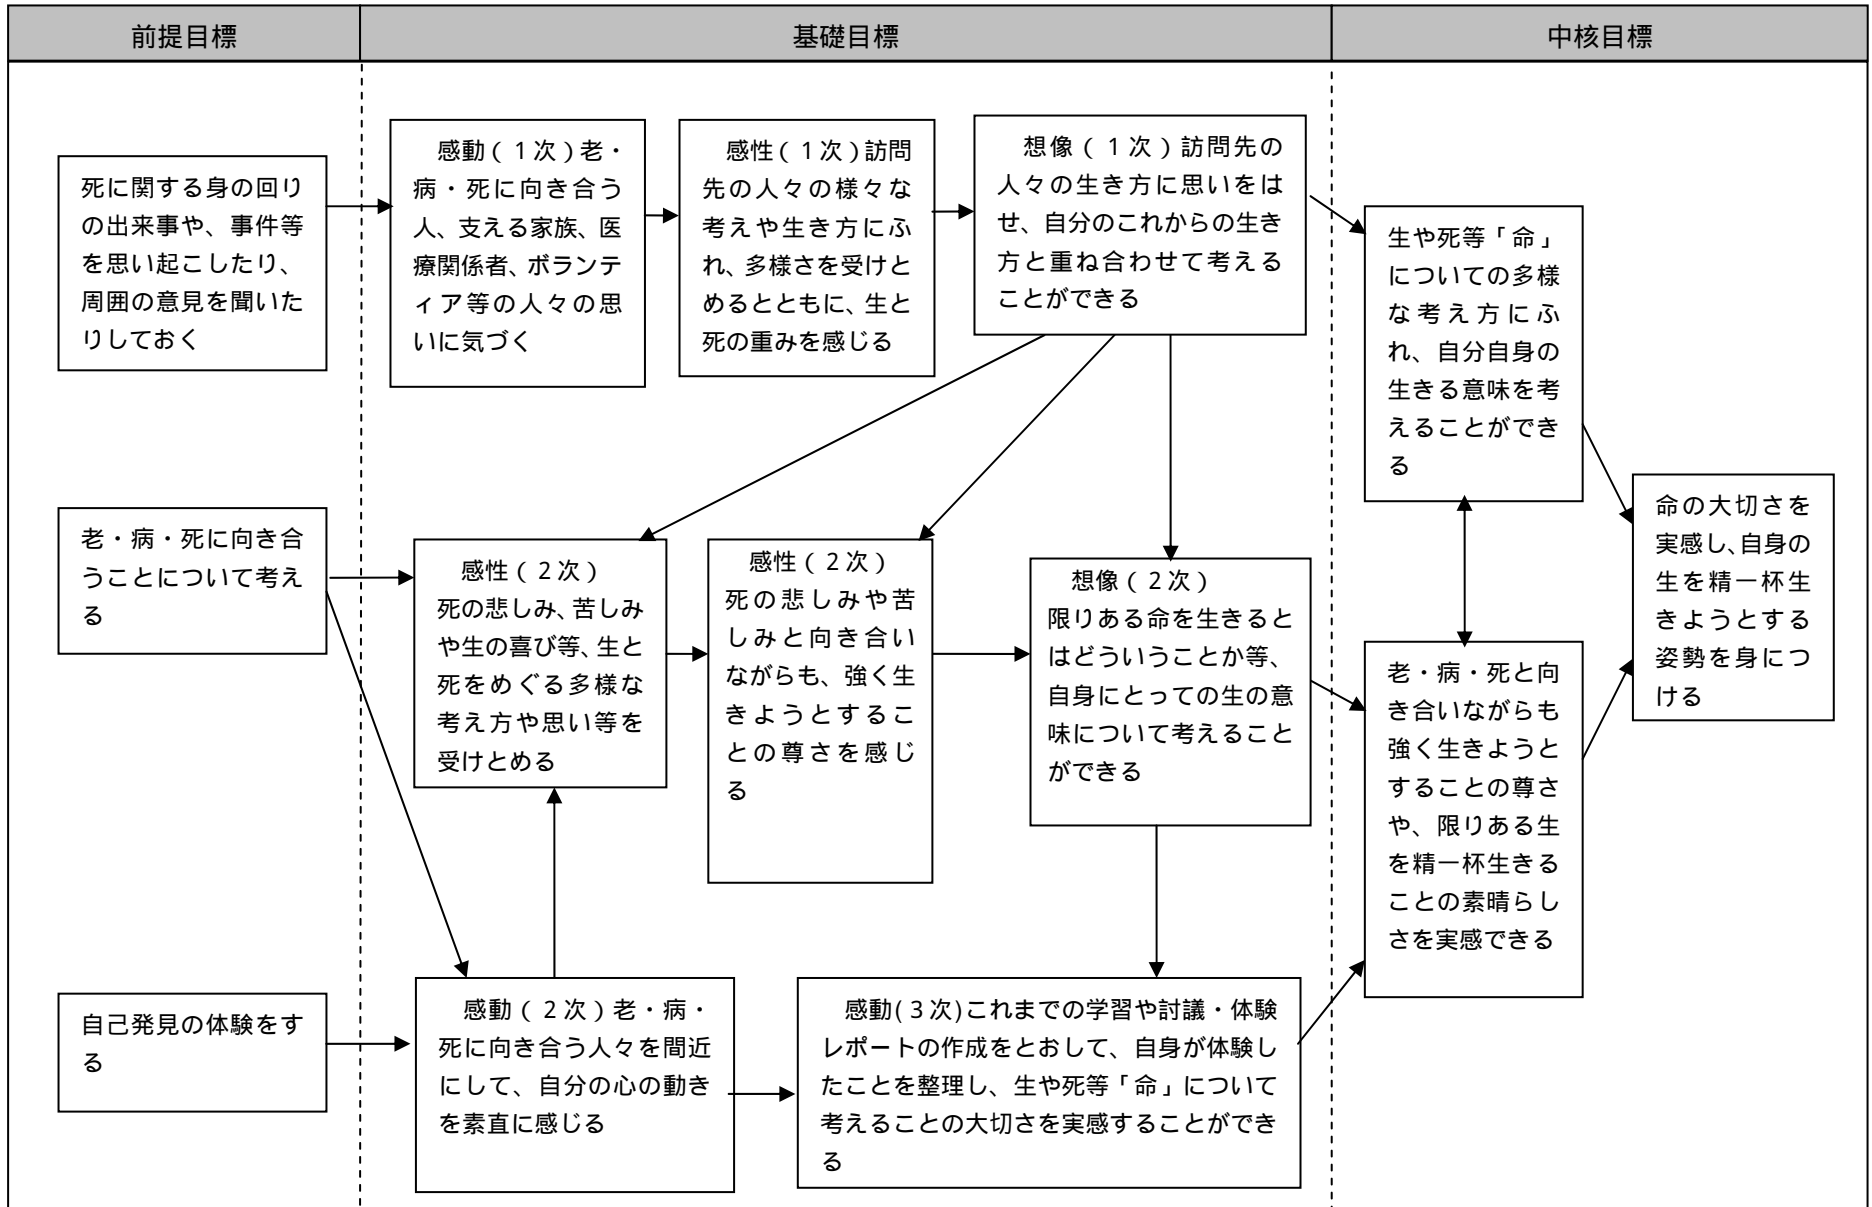 前提目標
基礎目標
中核目標
死に関する身の回り
の出来事や、事件等
を思い起こしたり、
周囲の意見を聞いた
りしておく
感動（１次）老・
病・死に向き合う
人、支える家族、医
療関係者、ボランテ
ィア等の人々の思
いに気づく
感性（１次）訪問
先の人々の様々な
考えや生き方にふ
れ、多様さを受けと
めるとともに、生と
死の重みを感じる
想像（１次）訪問先の
人々の生き方に思いをは
せ、自分のこれからの生き
方と重ね合わせて考える
ことができる
生や死等「命」
についての多様
な考え方にふ
れ、自分自身の
生きる意味を考
えることができ
る
老・病・死に向き合
うことについて考え
る
感性（２次）
死の悲しみ、苦しみ
や生の喜び等、生と
死をめぐる多様な
考え方や思い等を
受けとめる
感性（２次）
死の悲しみや苦
しみと向き合い
ながらも、強く生
きようとするこ
との尊さを感じ
る
想像（２次）
限りある命を生きると
はどういうことか等、
自身にとっての生の意
味について考えること
ができる
老・病・死と向
き合いながらも
強く生きようと
することの尊さ
や、限りある生
を精一杯生きる
ことの素晴らし
さを実感できる
命の大切さを
実感し、自身の
生を精一杯生
きようとする
姿勢を身につ
ける
自己発見の体験をす
る
感動（２次）老・病・
死に向き合う人々を間近
にして、自分の心の動き
を素直に感じる
感動(３次)これまでの学習や討議・体験
レポートの作成をとおして、自身が体験し
たことを整理し、生や死等「命」について
考えることの大切さを実感することができ
る